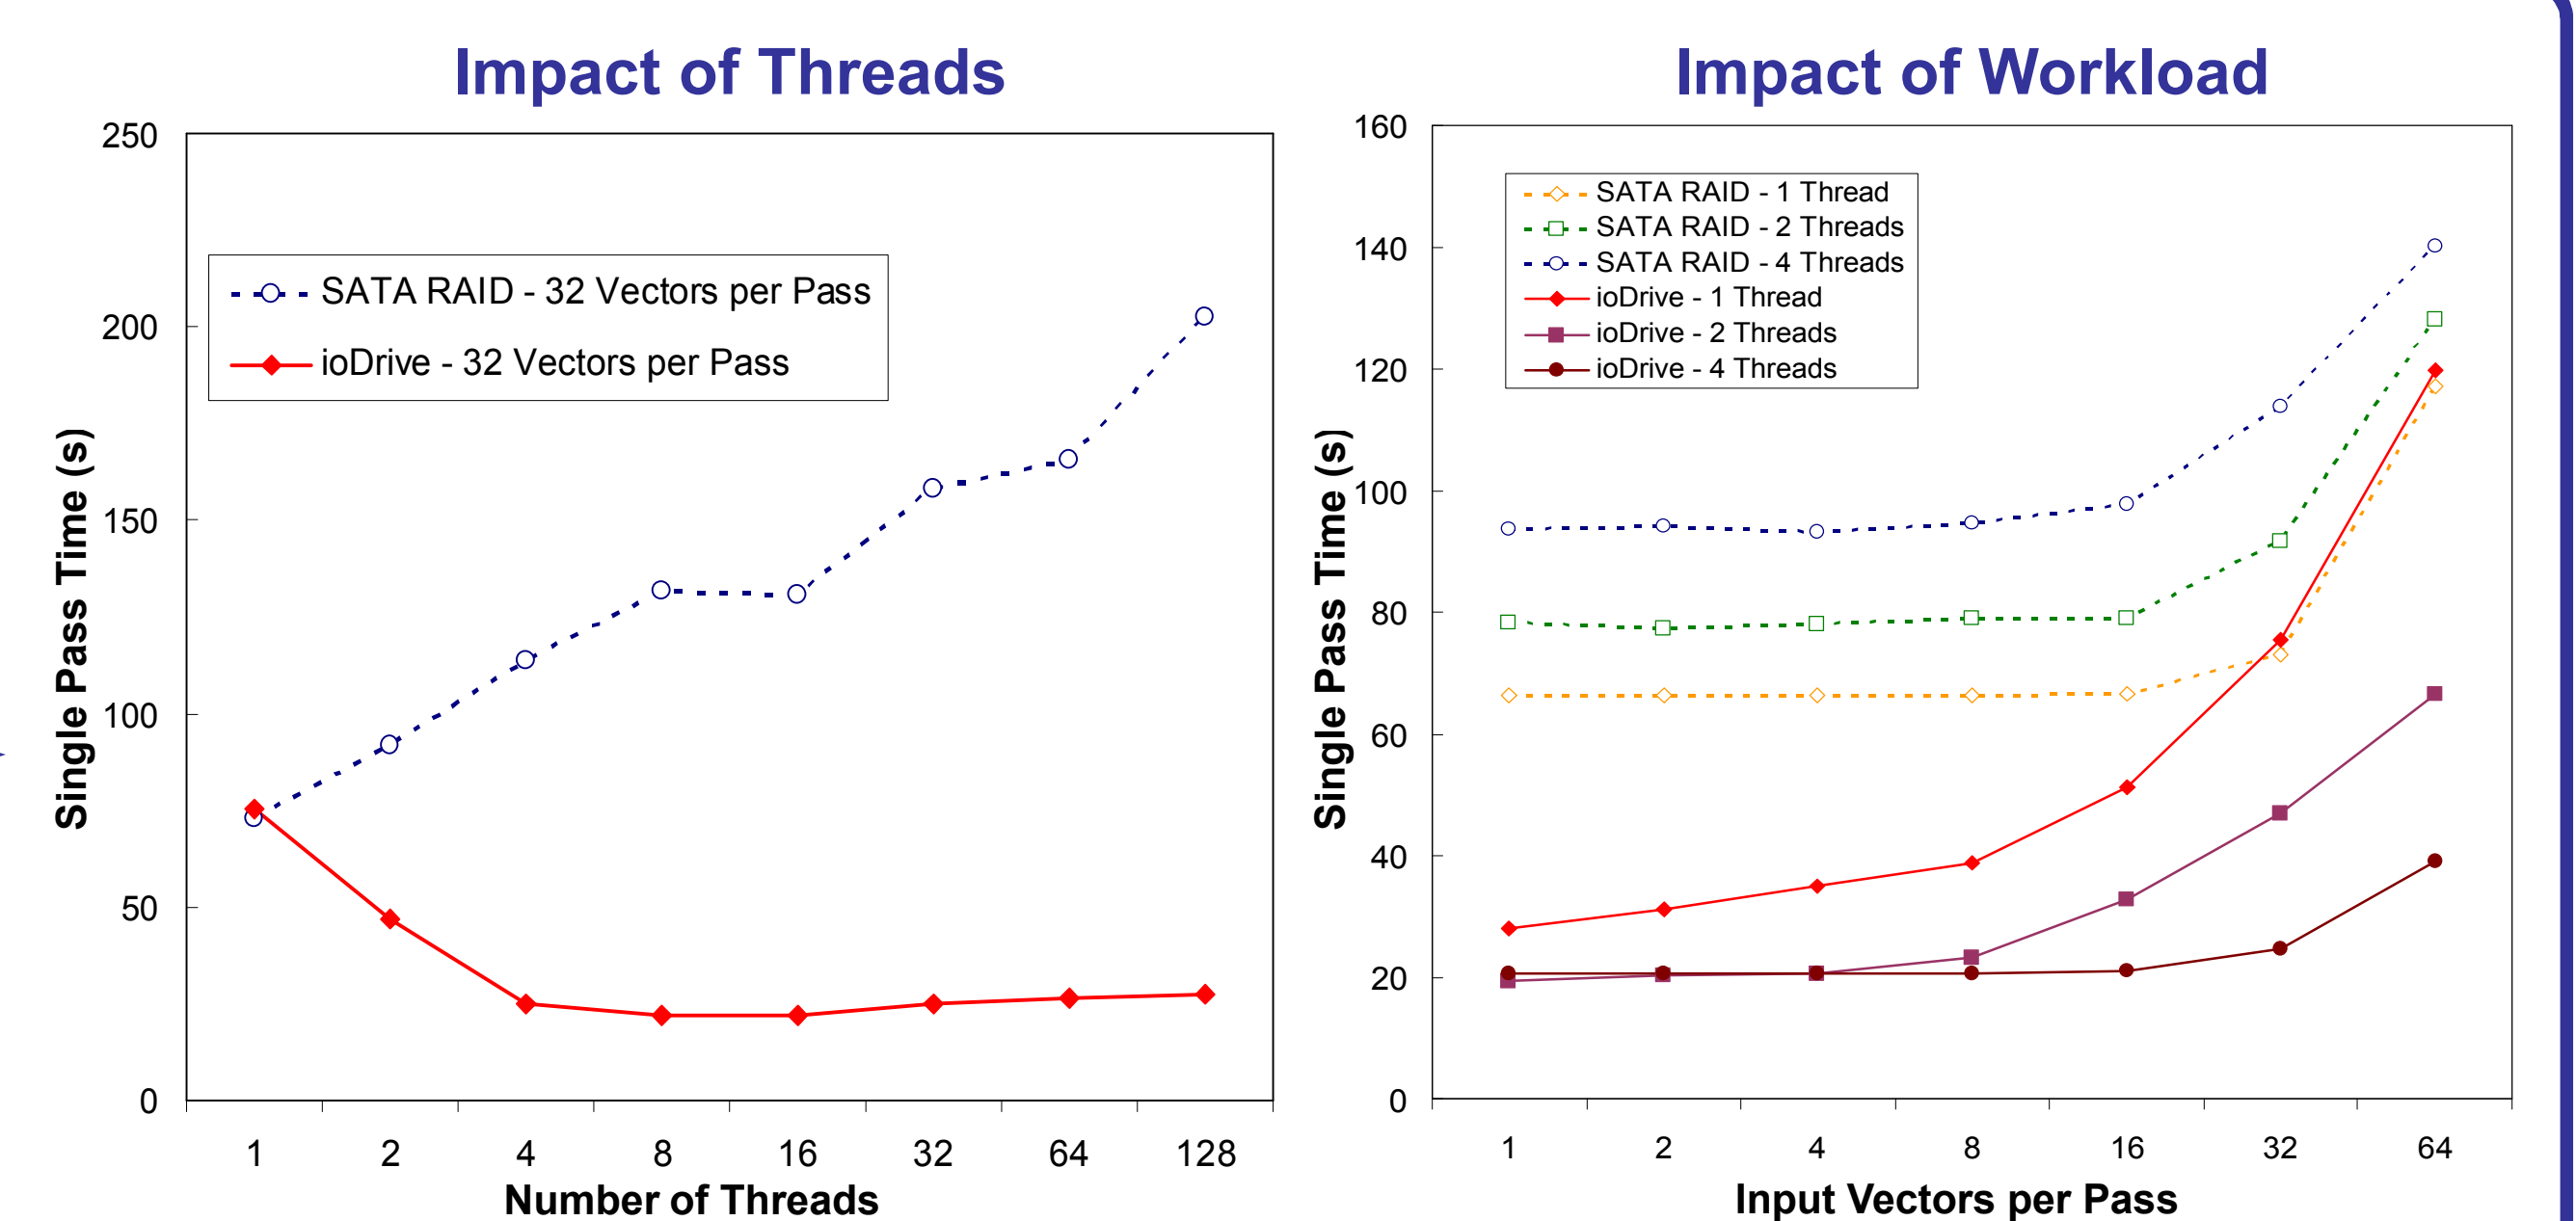 Impact of Threads
250
200
150
100
50
0
SATA RAID - 32 Vectors per Pass
ioDrive - 32 Vectors per Pass
Single Pass Time (s)
1 2 4 8 16 32 64 128
Number of Threads
Impact of Workload
160
140
120
100
80
60
40
20
0
SATA RAID - 1 Thread
SATA RAID - 2 Threads
SATA RAID - 4 Threads
ioDrive - 1 Thread
ioDrive - 2 Threads
ioDrive - 4 Threads
Single Pass Time (s)
1 2 4 8 16 32 64
Input Vectors per Pass